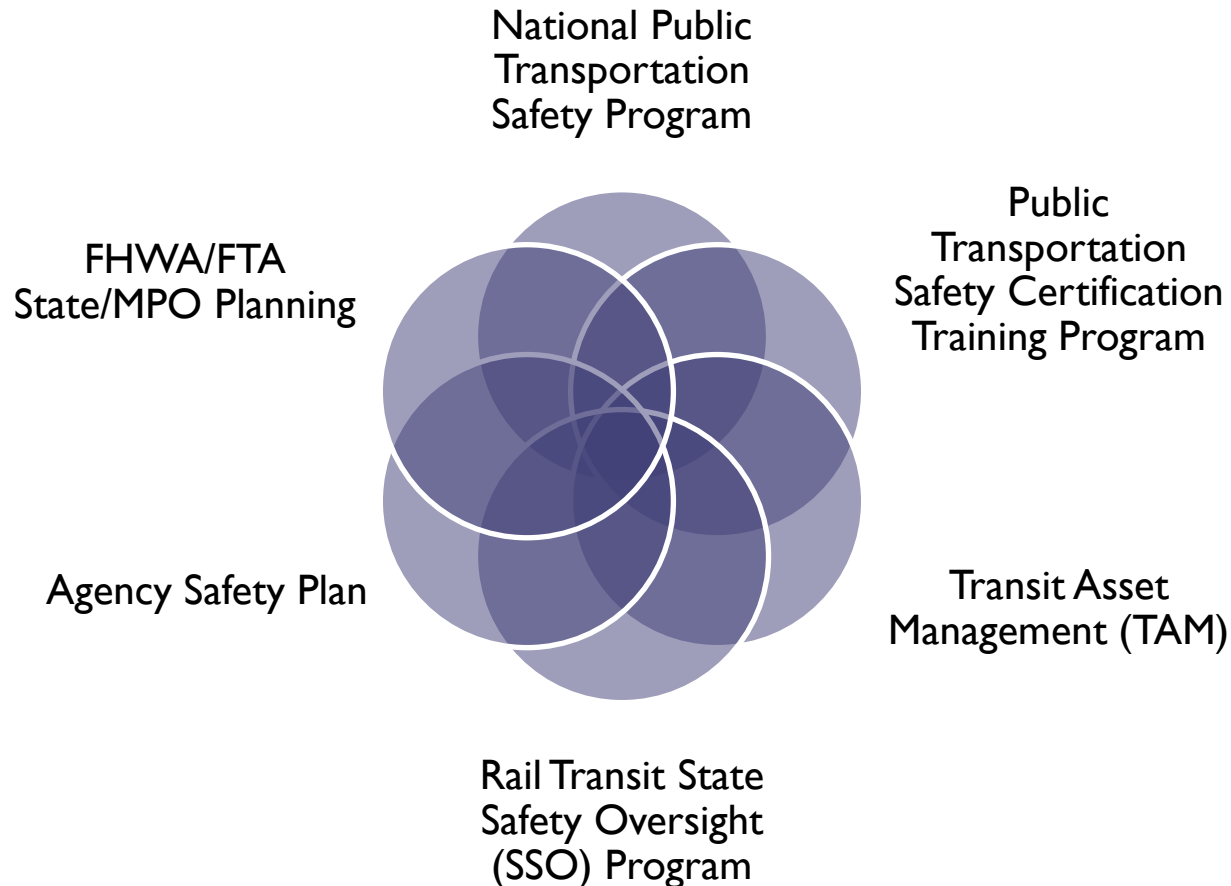 National Public
Transportation
Safety Program
Public
Transportation
Safety Certification
Training Program
Transit Asset
Management (TAM)
Rail Transit State
Safety Oversight
(SSO) Program
Agency Safety Plan
FHWA/FTA
State/MPO Planning